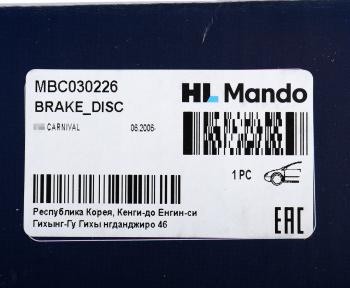 MBC030226
BRAKE_DISC
HL Mando
CARNIVAL 06.2006-
1 PC
Республика Корея, Кенги-до Енгин-си
Гихынг-Гу Гихы нгданджиро 46
EAC